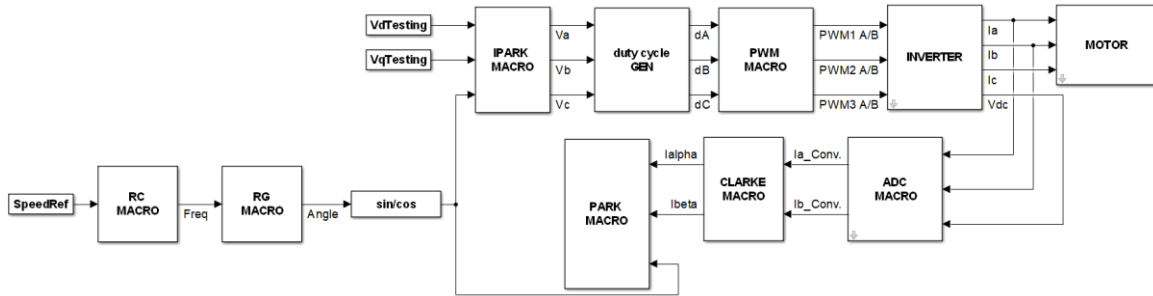 VdTesting
VqTesting
IPARK
MACRO
Va
Vb
Vc
duty cycle
GEN
dA
dB
dC
PWM
MACRO
PWM1 A/B
PWM2 A/B
PWM3 A/B
INVERTER
Ia
Ib
Ic
Vdc
MOTOR
SpeedRef
RC
MACRO
Freq
RG
MACRO
Angle
sin/cos
PARK
MACRO
Ialpha
Ibeta
CLARKE
MACRO
Ia_Conv.
Ib_Conv.
ADC
MACRO